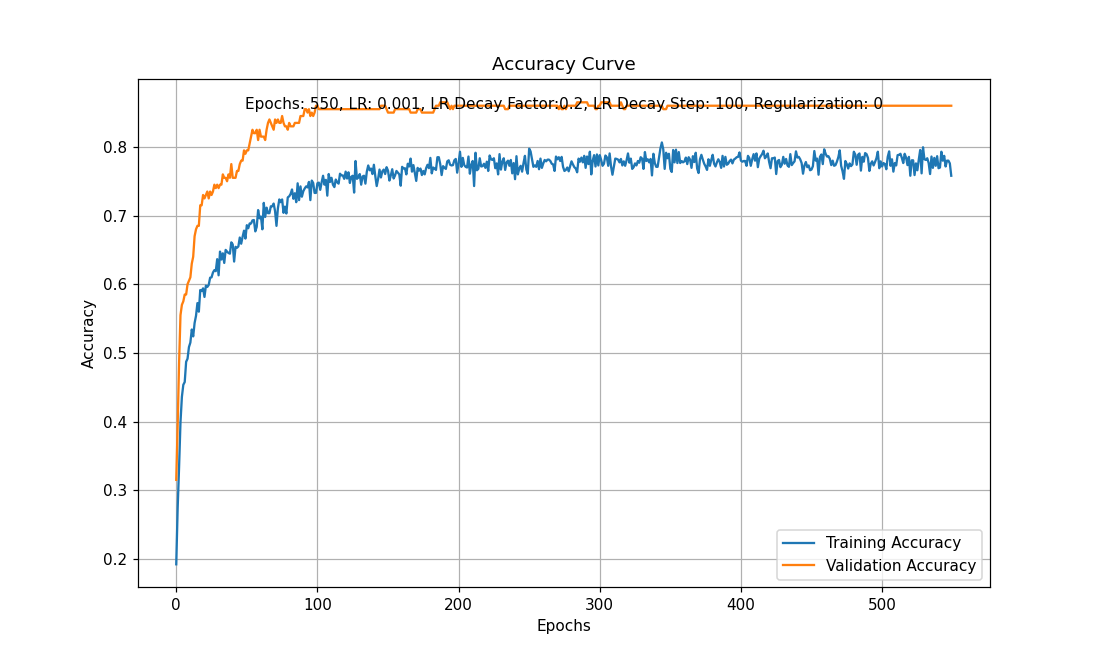 Accuracy Curve
Epochs: 550, LR: 0.001, LR Decay Factor:0.2, LR Decay Step: 100, Regularization: 0
0.8
0.7
0.6
0.5
0.4
0.3
0.2
Accuracy
Training Accuracy
Validation Accuracy
0 100 200 300 400 500
Epochs